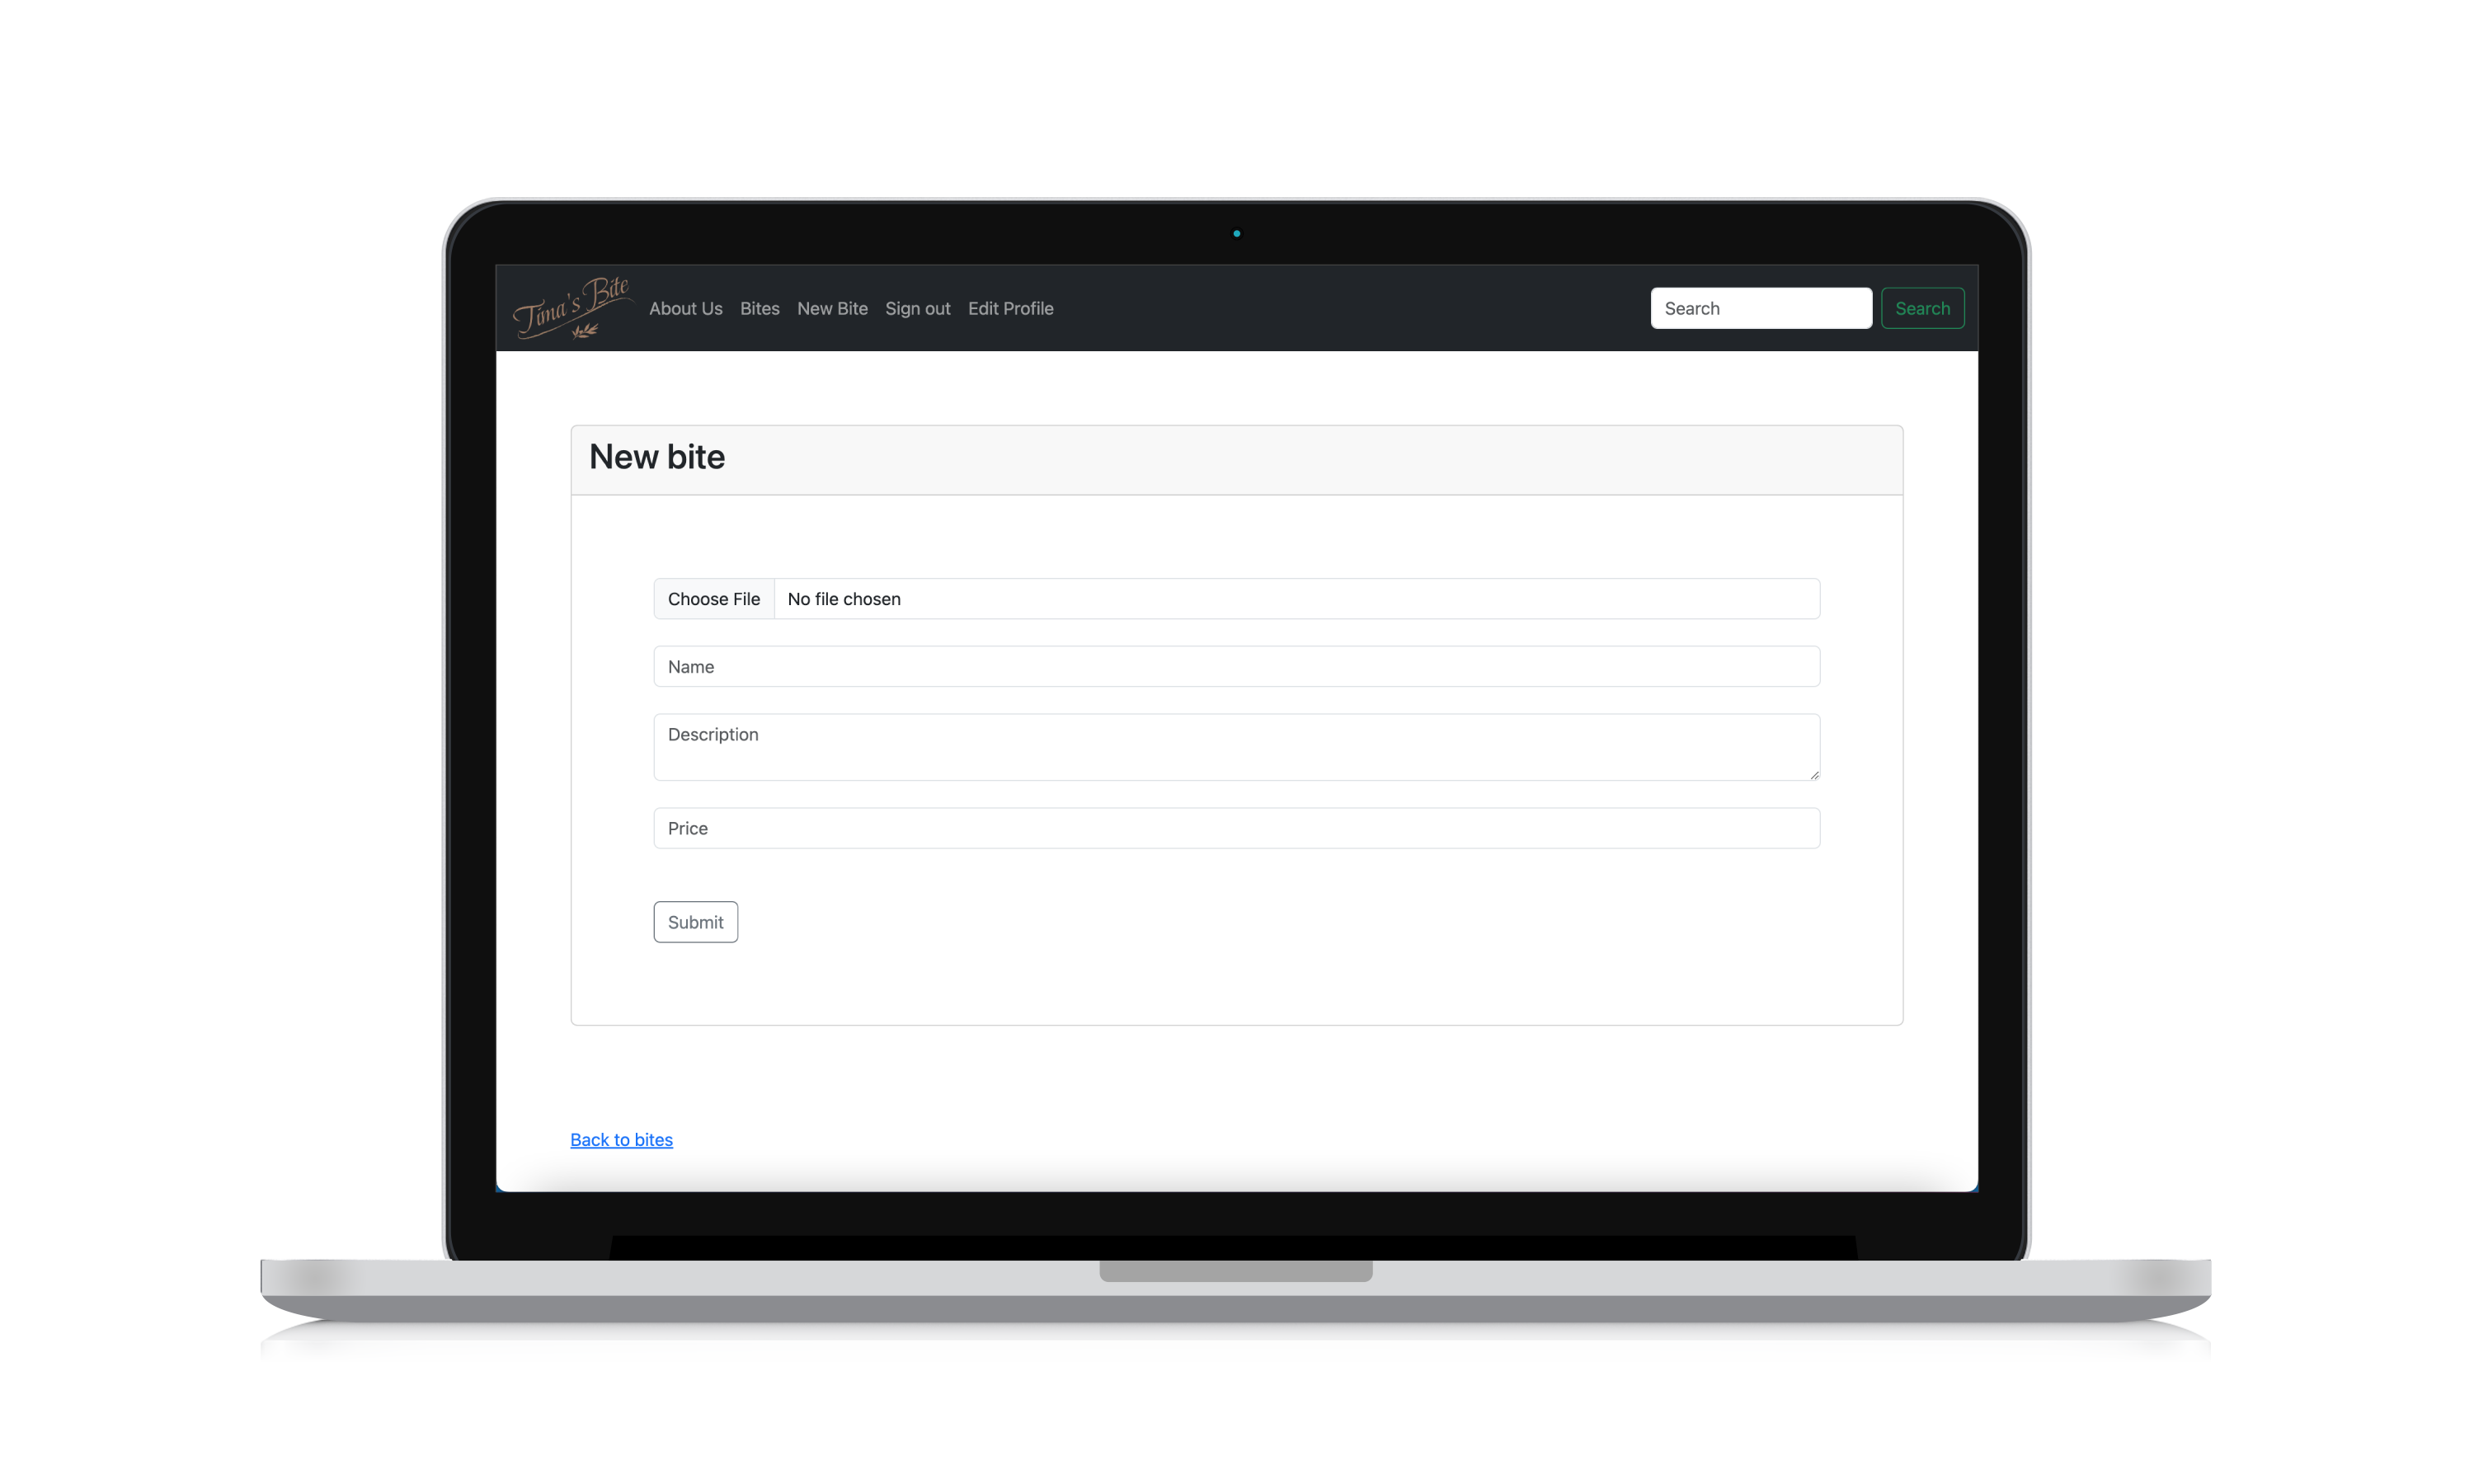 Tima's Bite
About Us Bites New Bite Sign out Edit Profile Search Search
New bite
Choose File No file chosen
Name
Description
Price
Submit
Back to bites